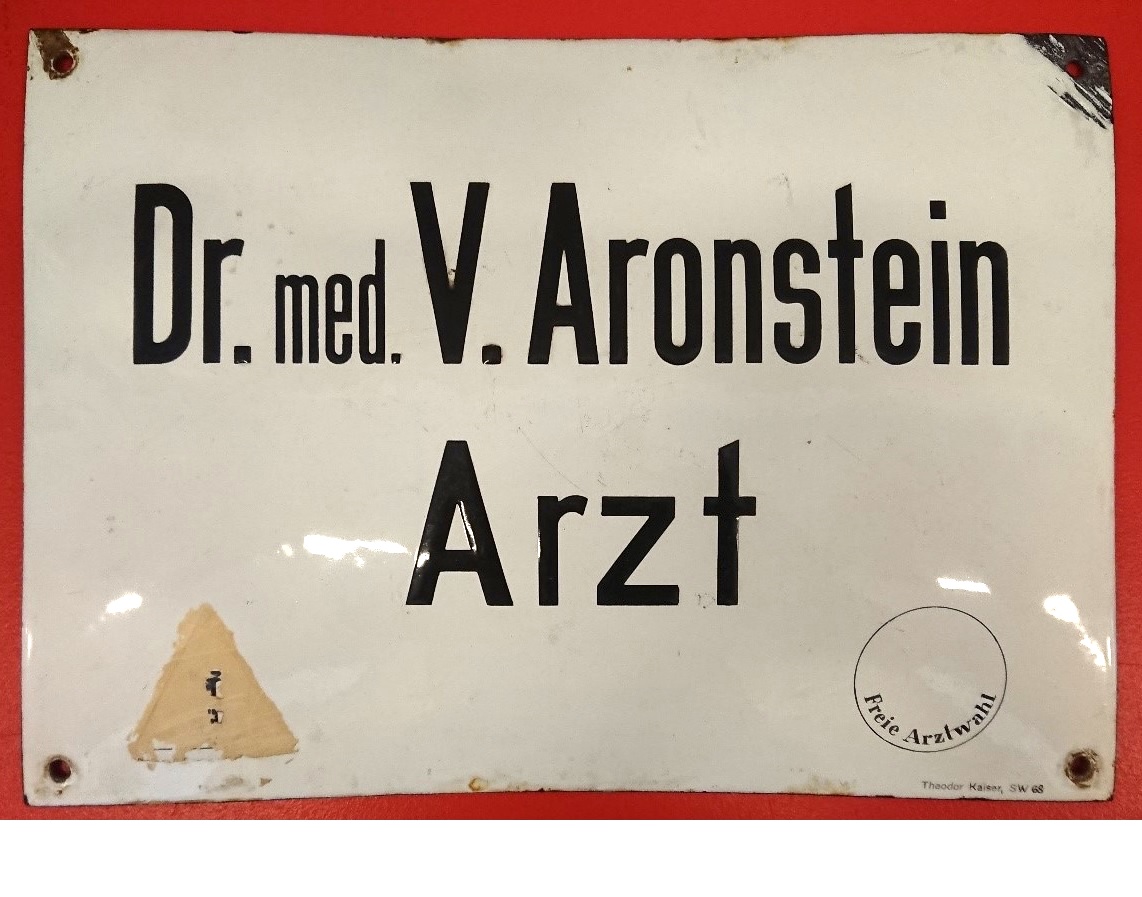 Dr. med. V. Aronstein
Arzt
Freie Arztwahl
Theodor Kaiser, SW 68